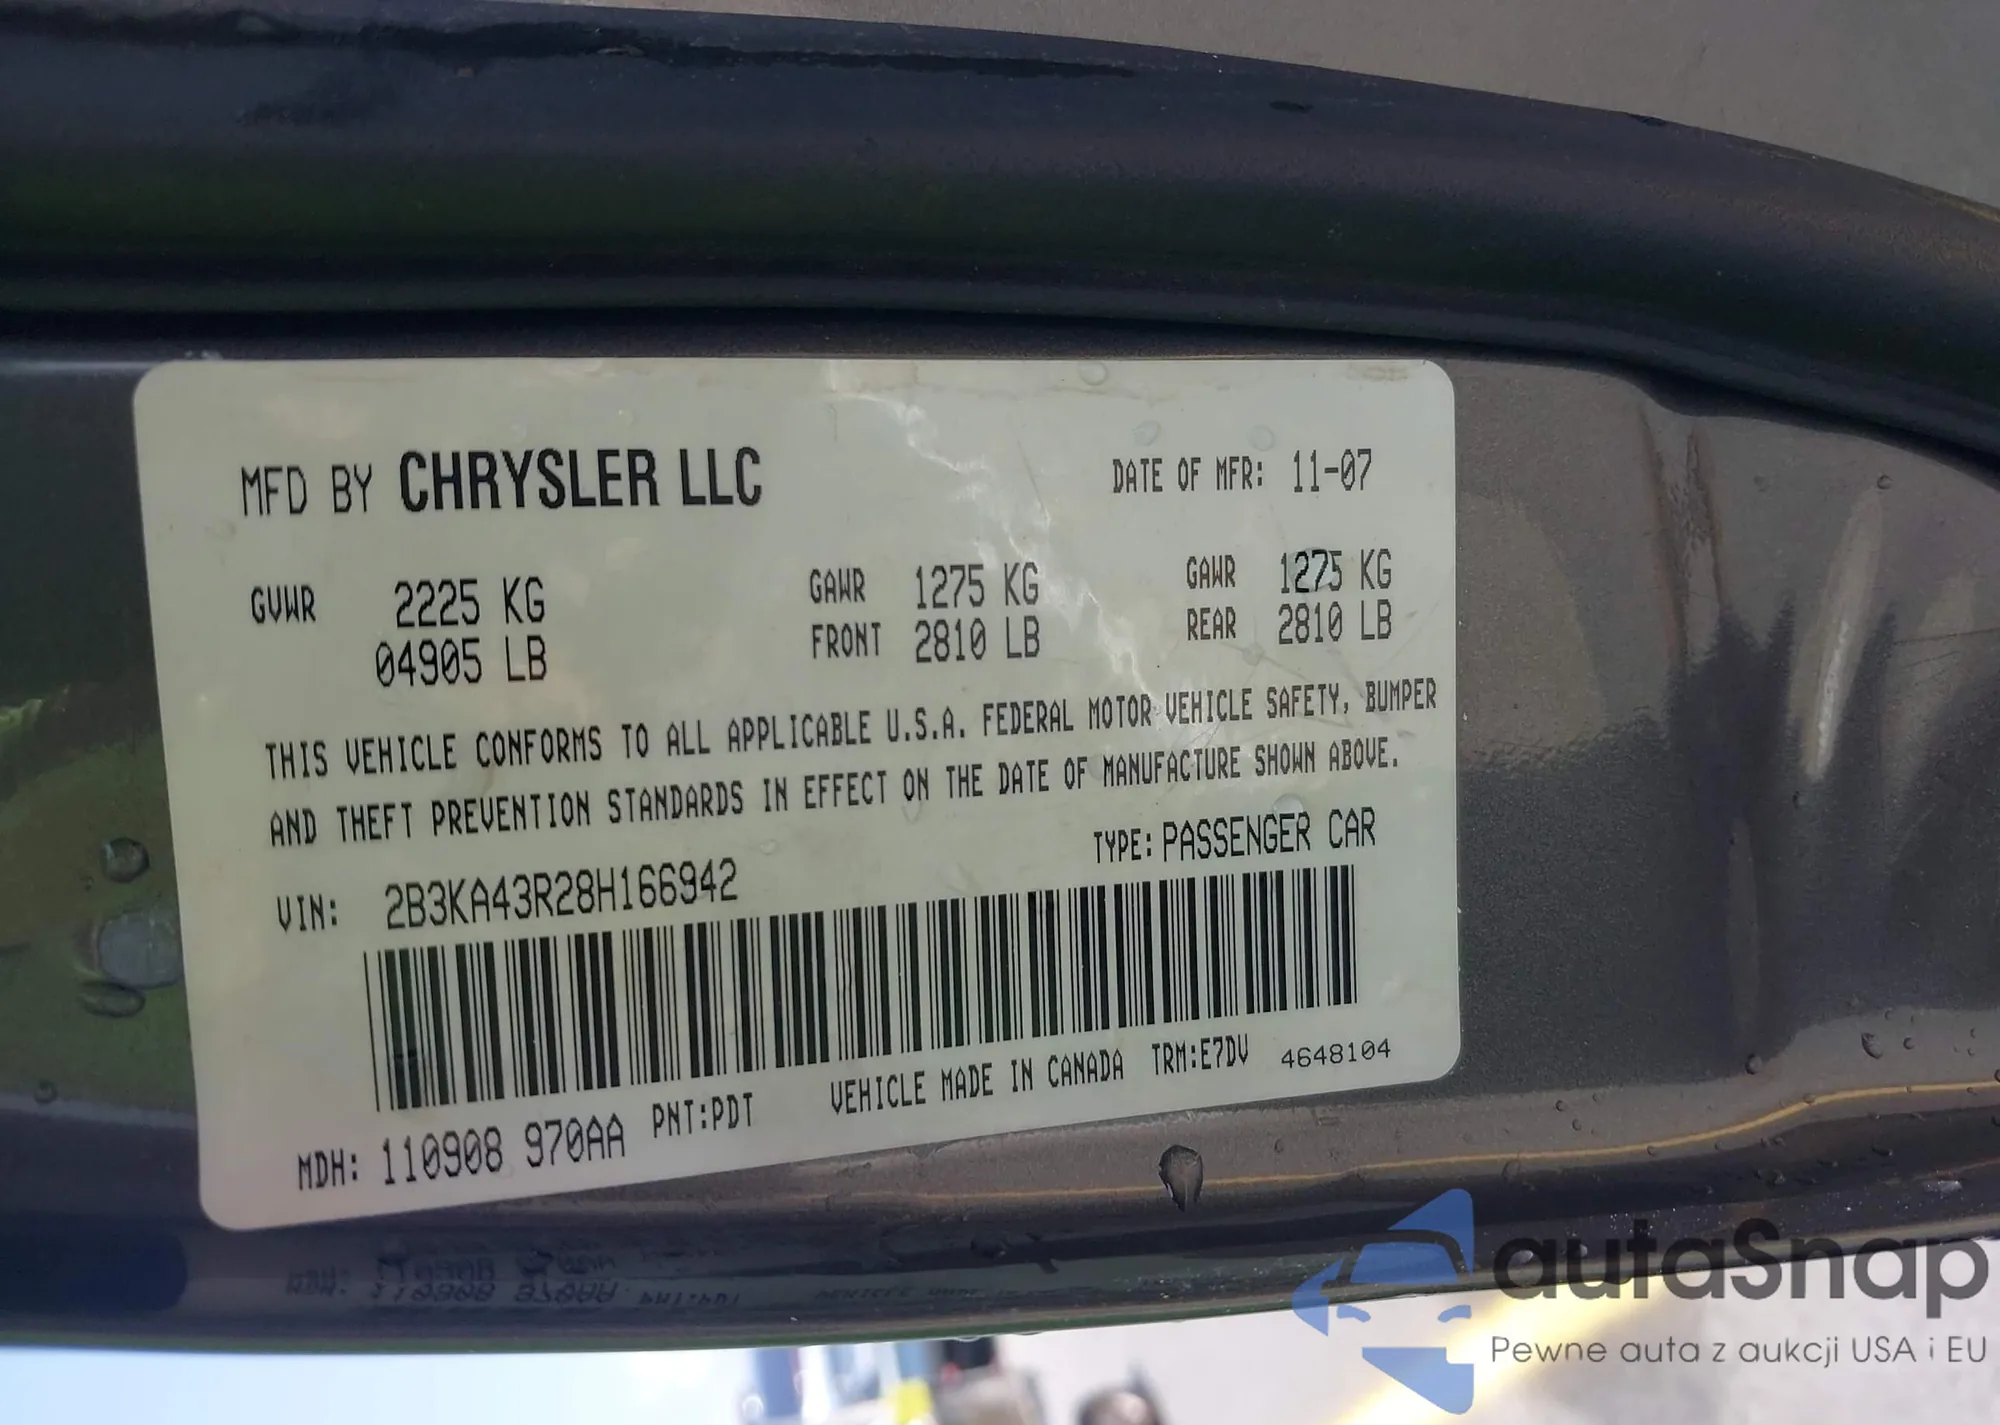 MFD BY CHRYSLER LLC DATE OF MFR: 11-07
GVWR 2225 KG GAWR 1275 KG GAWR 1275 KG
04905 LB FRONT 2810 LB REAR 2810 LB
THIS VEHICLE CONFORMS TO ALL APPLICABLE U.S.A. FEDERAL MOTOR VEHICLE SAFETY, BUMPER
AND THEFT PREVENTION STANDARDS IN EFFECT ON THE DATE OF MANUFACTURE SHOWN ABOVE.
VIN: 2B3KA43R28H166942 TYPE: PASSENGER CAR
MDH: 110908 970AA PNT:PDT VEHICLE MADE IN CANADA TRM:E7DV 4648104
autaSnap
Pewne auta z aukcji USA i EU